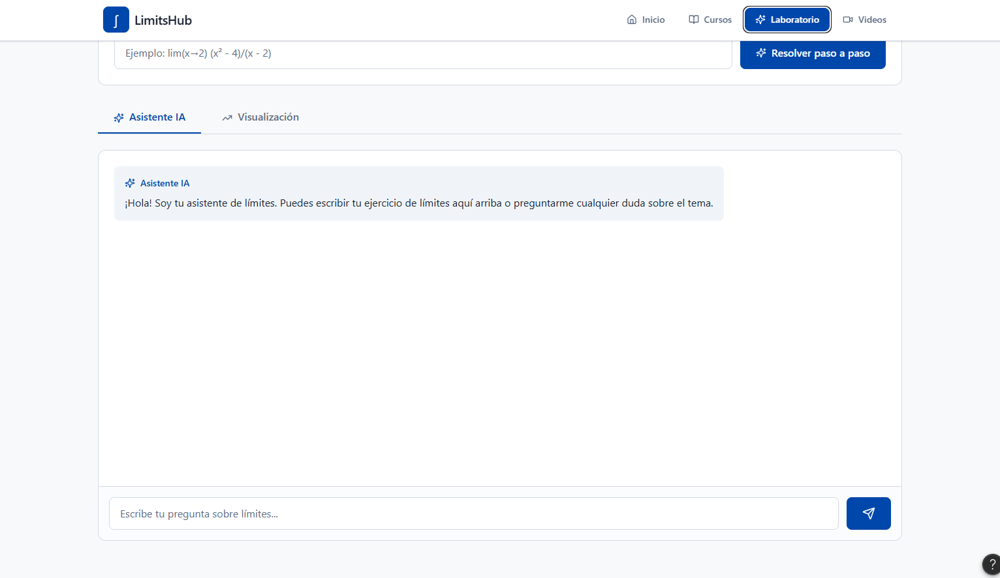 ∫ LimitsHub
Inicio
Cursos
Laboratorio
Videos
Ejemplo: lim(x→2) (x² - 4)/(x - 2)
Resolver paso a paso
Asistente IA
Visualización
Asistente IA
¡Hola! Soy tu asistente de límites. Puedes escribir tu ejercicio de límites aquí arriba o preguntarme cualquier duda sobre el tema.
Escribe tu pregunta sobre límites...
?